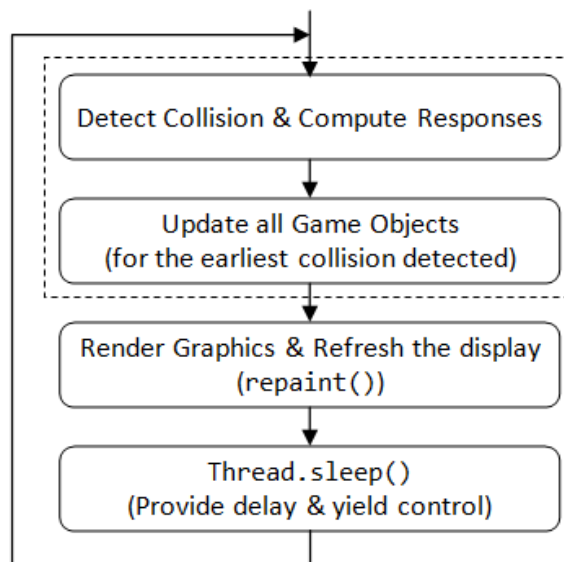 Detect Collision & Compute Responses
Update all Game Objects
(for the earliest collision detected)
Render Graphics & Refresh the display
(repaint())
Thread.sleep()
(Provide delay & yield control)